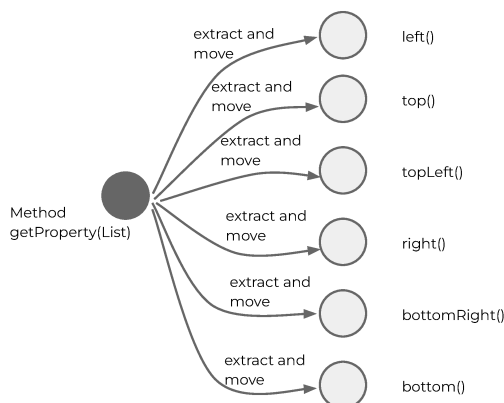 extract and
move
left()
extract and
move
top()
extract and
move
topLeft()
Method
getProperty(List)
extract and
move
right()
extract and
move
bottomRight()
extract and
move
bottom()